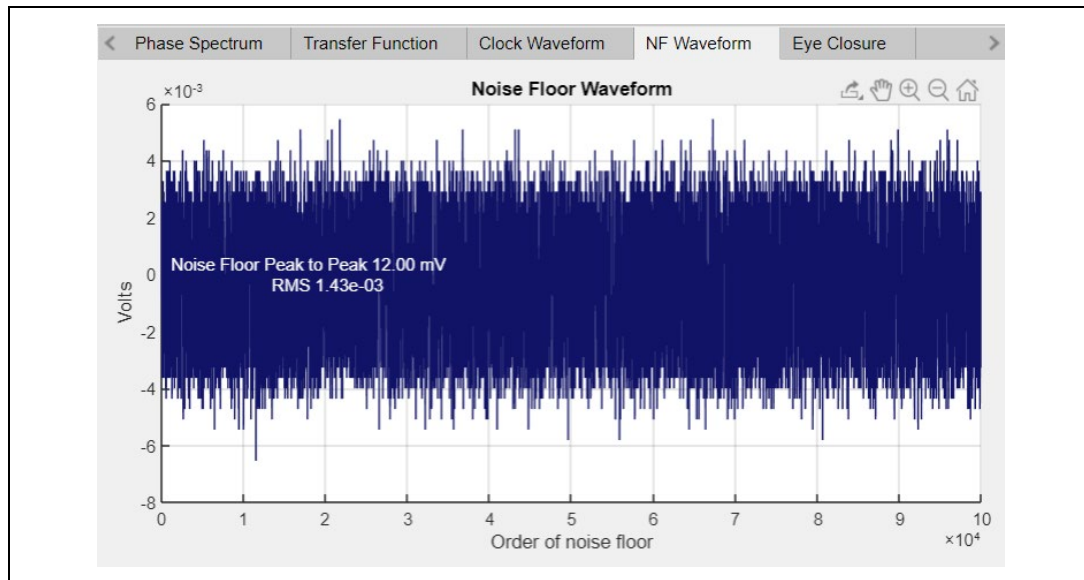 Phase Spectrum Transfer Function Clock Waveform NF Waveform Eye Closure
Noise Floor Waveform
×10-3
6
4
2
0
-2
-4
-6
-8
Volts
Noise Floor Peak to Peak 12.00 mV
RMS 1.43e-03
0 1 2 3 4 5 6 7 8 9 10
Order of noise floor
×104